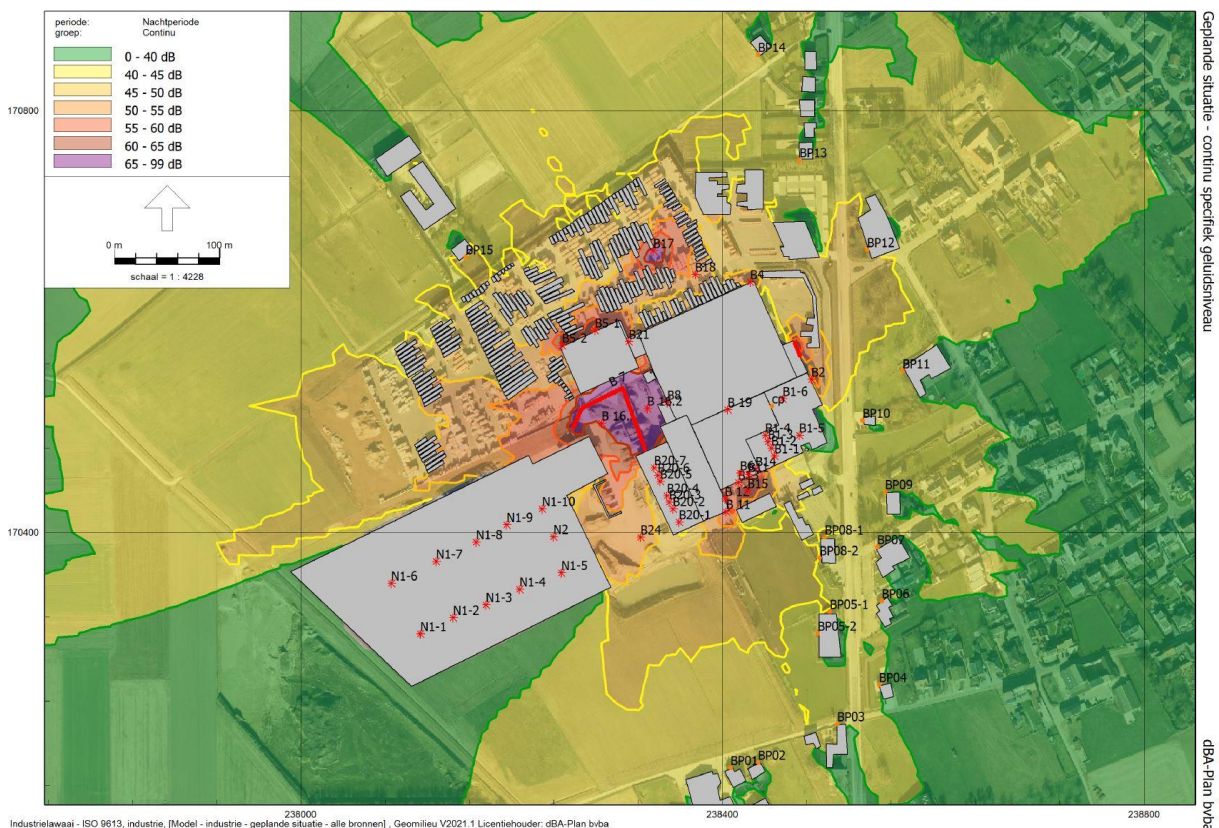 periode: Nachtperiode
groep: Continu
0 - 40 dB
40 - 45 dB
45 - 50 dB
50 - 55 dB
55 - 60 dB
60 - 65 dB
65 - 99 dB
0 m 100 m
schaal = 1 : 4228
Geplande situatie - continu specifiek geluidsniveau
dBA-Plan bvba
170800
170400
238000
238400
238800
BP14
BP13
BP12
BP15
B17
B18
B4
B5-1
B5-2
B21
B 7
B8
B 16.2
B 16.
B 19
B2
B1-6
cp
BP11
BP10
B1-4
B1-3
B1-2
B1-1
B1-5
B14
B15
B 12
B 11
B20-7
B20-6
B20-5
B20-4
B20-3
B20-2
B20-1
B24
BP09
BP08-1
BP08-2
BP07
BP06
BP05-1
BP05-2
BP04
BP03
BP02
BP01
N1-10
N1-9
N2
N1-8
N1-7
N1-6
N1-5
N1-4
N1-3
N1-2
N1-1
Industrielawaai - ISO 9613, industrie, [Model - industrie - geplande situatie - alle bronnen] , Geomilieu V2021.1 Licentiehouder: dBA-Plan bvba